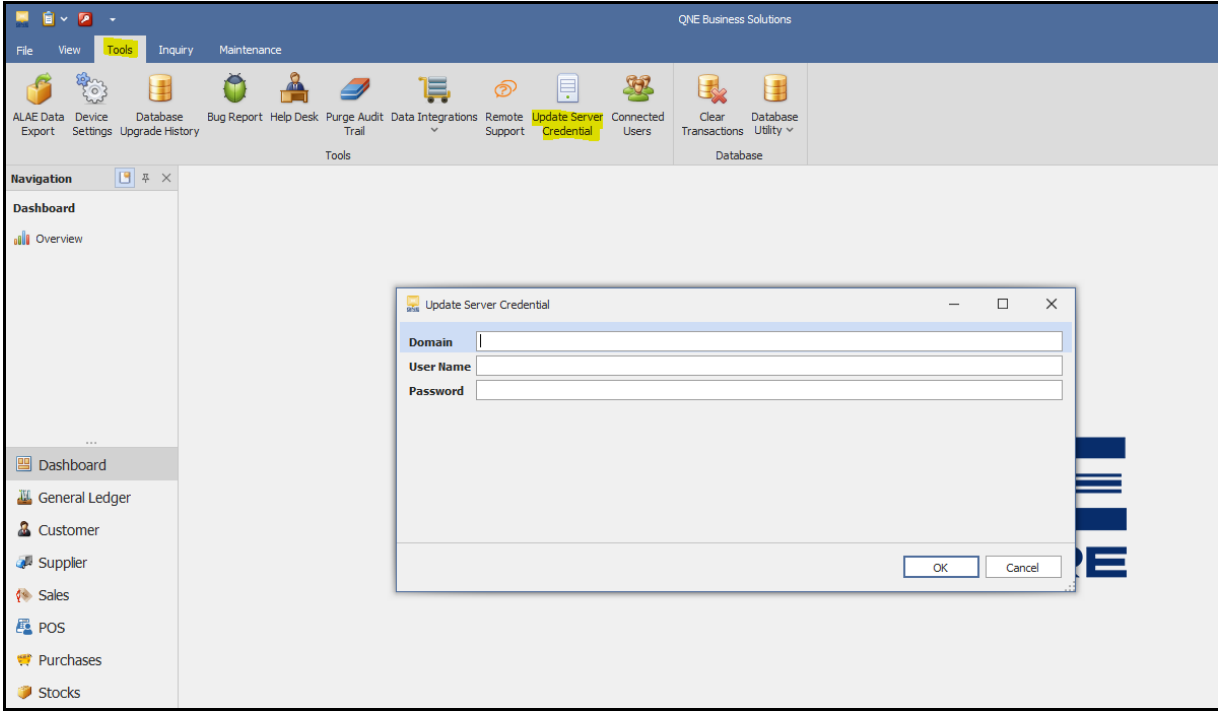 QNE Business Solutions
File View Tools Inquiry Maintenance
ALAE Data Export
Device Settings
Database Upgrade History
Bug Report
Help Desk
Purge Audit Trail
Data Integrations
Remote Support
Update Server Credential
Connected Users
Clear Transactions
Database Utility
Tools
Database
Navigation
Dashboard
Overview
Update Server Credential
Domain
User Name
Password
OK Cancel
Dashboard
General Ledger
Customer
Supplier
Sales
POS
Purchases
Stocks